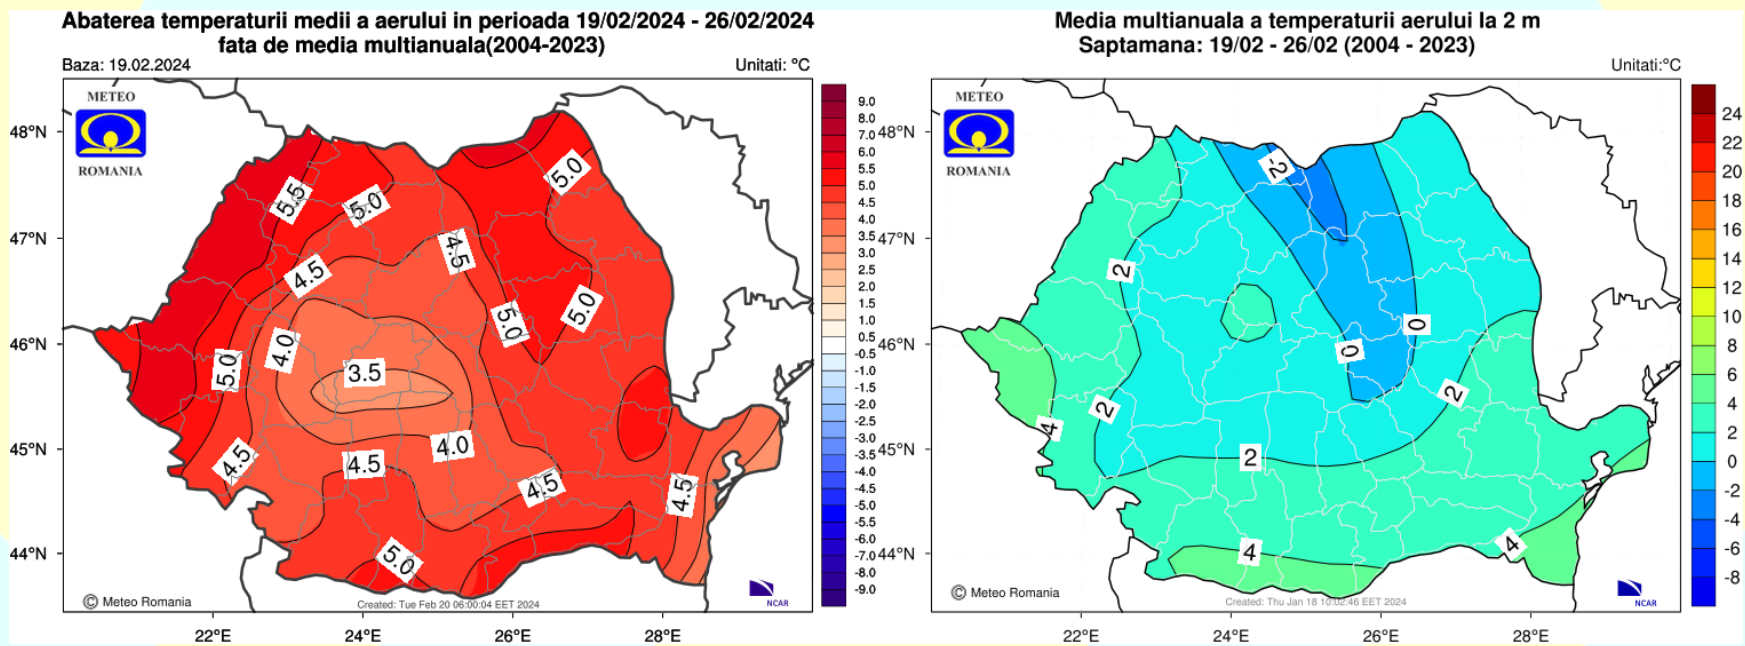 Abaterea temperaturii medii a aerului in perioada 19/02/2024 - 26/02/2024
fata de media multianuala(2004-2023)
Baza: 19.02.2024
Unitati: °C
METEO
ROMANIA
48°N
47°N
46°N
45°N
44°N
22°E
24°E
26°E
28°E
5.5
5.0
5.0
4.5
4.5
5.0
5.0
4.0
5.0
3.5
4.5
4.5
4.0
4.5
4.5
5.0
9.0
8.0
7.0
6.0
5.5
5.0
4.5
4.0
3.5
3.0
2.5
2.0
1.5
1.0
0.5
-0.5
-1.0
-1.5
-2.0
-2.5
-3.0
-3.5
-4.0
-4.5
-5.0
-5.5
-6.0
-7.0
-8.0
-9.0
© Meteo Romania
Created: Tue Feb 20 06:00:04 EET 2024
NCAR
Media multianuala a temperaturii aerului la 2 m
Saptamana: 19/02 - 26/02 (2004 - 2023)
Unitati:°C
METEO
ROMANIA
48°N
47°N
46°N
45°N
44°N
22°E
24°E
26°E
28°E
-2
2
0
0
2
2
4
2
4
4
24
22
20
18
16
14
12
10
8
6
4
2
0
-2
-4
-6
-8
© Meteo Romania
Created: Thu Jan 18 10:02:46 EET 2024
NCAR